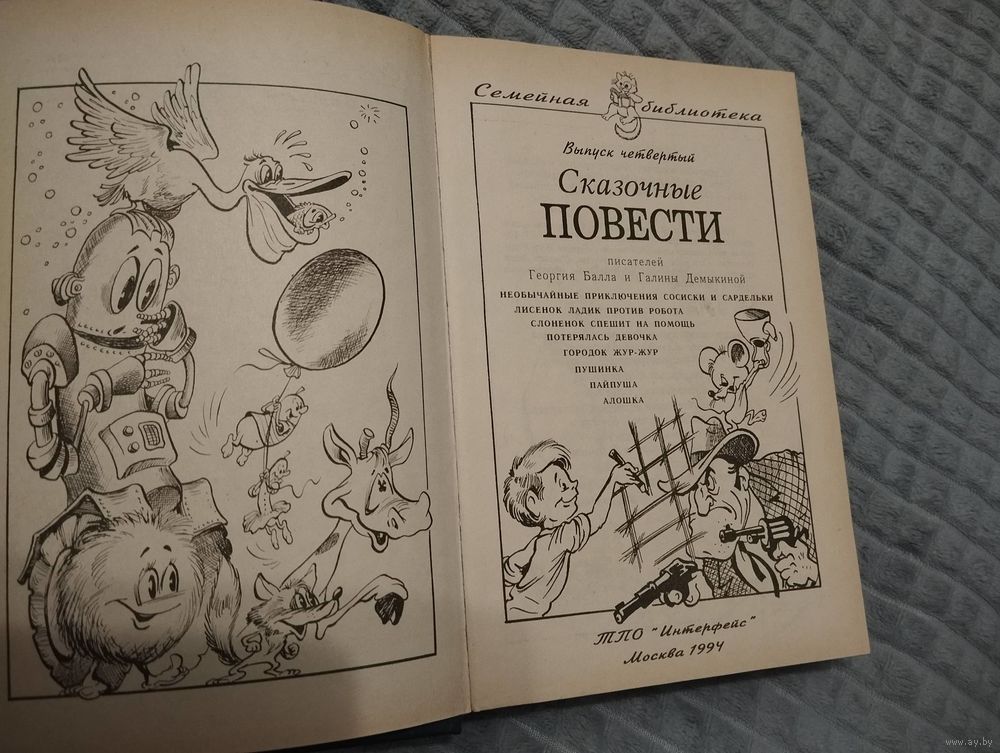 Семейная библиотека
Выпуск четвертый
Сказочные
ПОВЕСТИ
писателей
Георгия Балла и Галины Демыкиной
НЕОБЫЧАЙНЫЕ ПРИКЛЮЧЕНИЯ СОСИСКИ И САРДЕЛЬКИ
ЛИСЕНОК ЛАДИК ПРОТИВ РОБОТА
СЛОНЕНОК СПЕШИТ НА ПОМОЩЬ
ПОТЕРЯЛАСЬ ДЕВОЧКА
ГОРОДОК ЖУР-ЖУР
ПУШИНКА
ПАЙПУША
АЛОШКА
ТПО "Интерфейс"
Москва 1994
www.ay.by